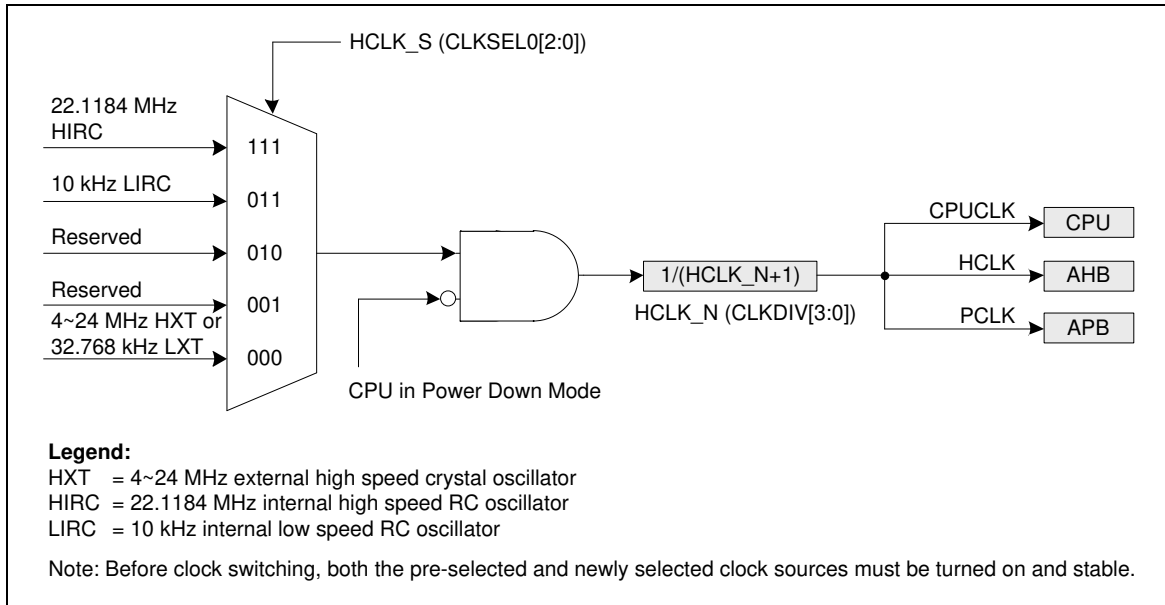 HCLK_S (CLKSEL0[2:0])
22.1184 MHz
HIRC
111
10 kHz LIRC
011
Reserved
010
Reserved
001
4~24 MHz HXT or
32.768 kHz LXT
000
CPU in Power Down Mode
1/(HCLK_N+1)
HCLK_N (CLKDIV[3:0])
CPUCLK
CPU
HCLK
AHB
PCLK
APB
Legend:
HXT = 4~24 MHz external high speed crystal oscillator
HIRC = 22.1184 MHz internal high speed RC oscillator
LIRC = 10 kHz internal low speed RC oscillator
Note: Before clock switching, both the pre-selected and newly selected clock sources must be turned on and stable.